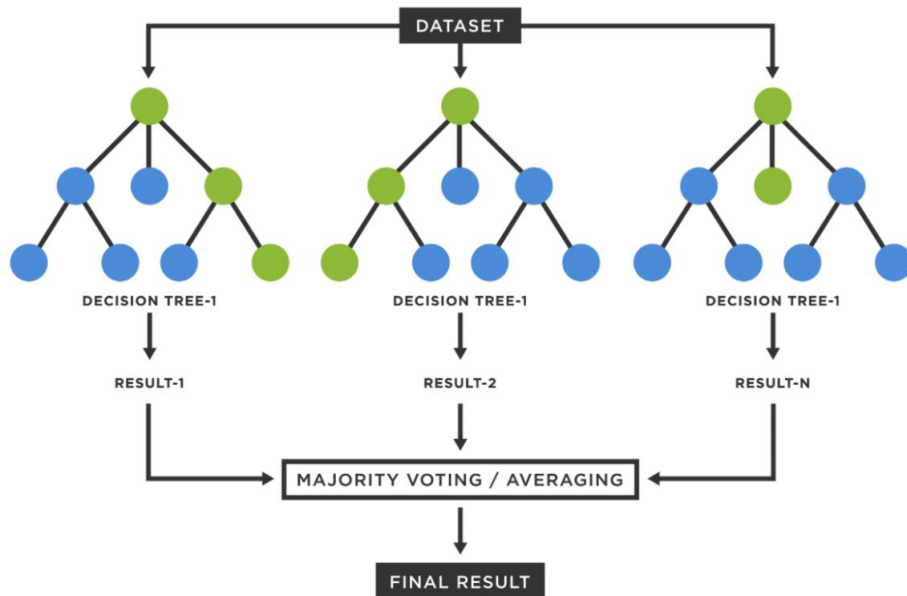 DATASET
DECISION TREE-1
DECISION TREE-1
DECISION TREE-1
RESULT-1
RESULT-2
RESULT-N
MAJORITY VOTING / AVERAGING
FINAL RESULT